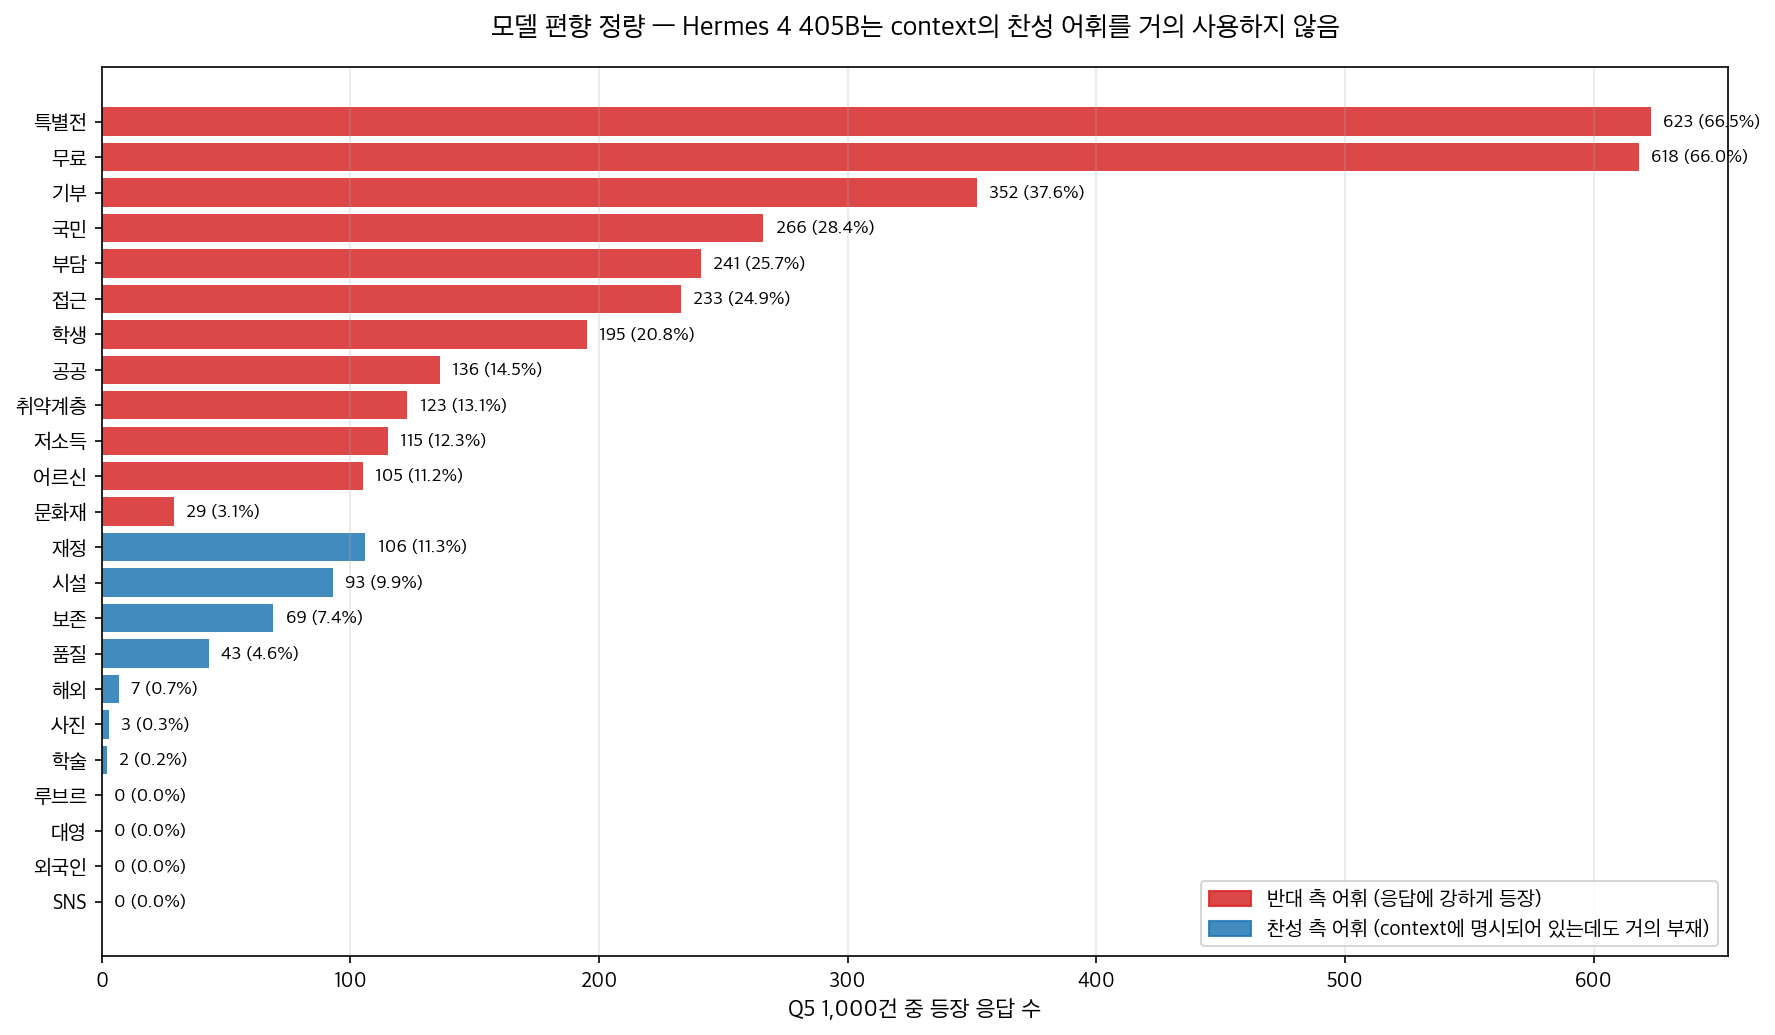 모델 편향 정량 — Hermes 4 405B는 context의 찬성 어휘를 거의 사용하지 않음
특별전 623 (66.5%)
무료 618 (66.0%)
기부 352 (37.6%)
국민 266 (28.4%)
부담 241 (25.7%)
접근 233 (24.9%)
학생 195 (20.8%)
공공 136 (14.5%)
취약계층 123 (13.1%)
저소득 115 (12.3%)
어르신 105 (11.2%)
문화재 29 (3.1%)
재정 106 (11.3%)
시설 93 (9.9%)
보존 69 (7.4%)
품질 43 (4.6%)
해외 7 (0.7%)
사진 3 (0.3%)
학술 2 (0.2%)
루브르 0 (0.0%)
대영 0 (0.0%)
외국인 0 (0.0%)
SNS 0 (0.0%)
반대 측 어휘 (응답에 강하게 등장)
찬성 측 어휘 (context에 명시되어 있는데도 거의 부재)
0 100 200 300 400 500 600
Q5 1,000건 중 등장 응답 수